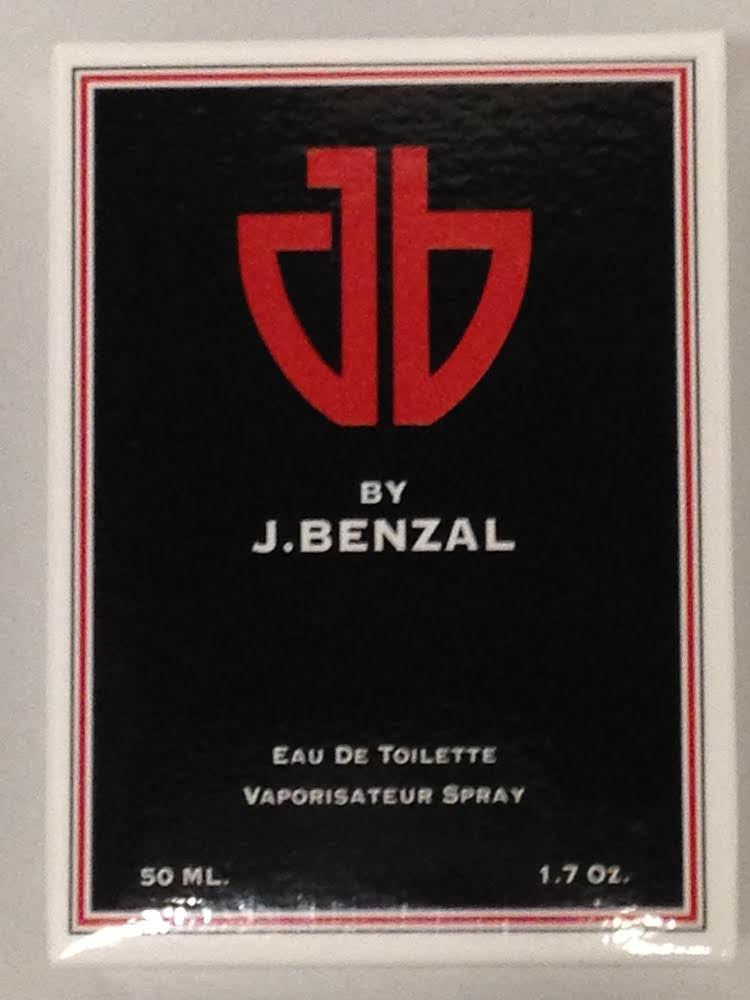 Jb
BY
J.BENZAL
EAU DE TOILETTE
VAPORISATEUR SPRAY
50 ML. 1.7 OZ.